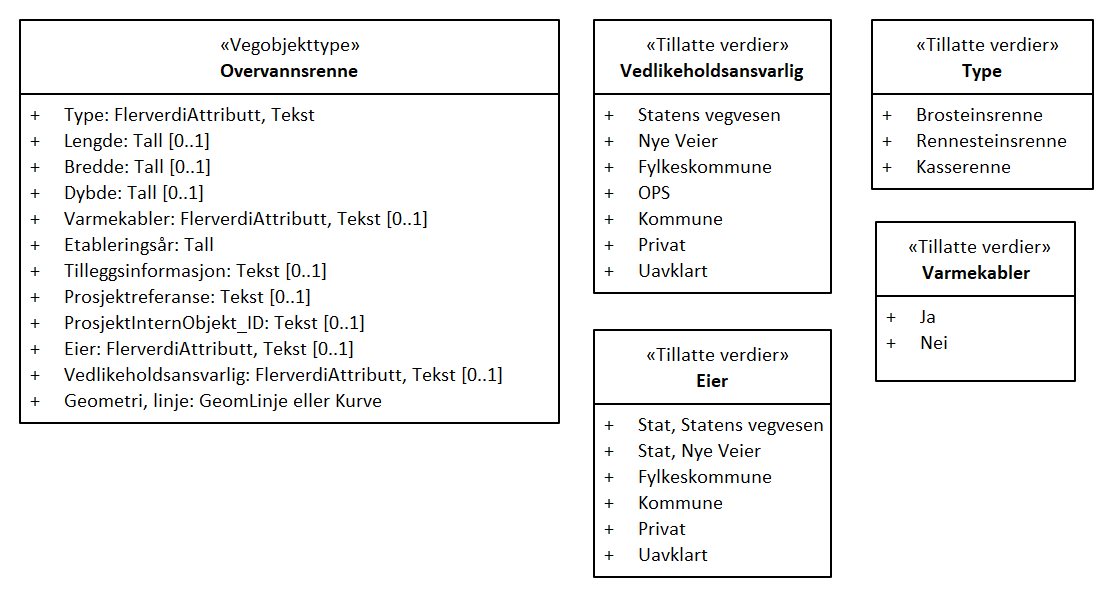 «Vegobjekttype»
Overvannsrenne
+ Type: FlerverdiAttributt, Tekst
+ Lengde: Tall [0..1]
+ Bredde: Tall [0..1]
+ Dybde: Tall [0..1]
+ Varmekabler: FlerverdiAttributt, Tekst [0..1]
+ Etableringsår: Tall
+ Tilleggsinformasjon: Tekst [0..1]
+ Prosjektreferanse: Tekst [0..1]
+ ProsjektInternObjekt_ID: Tekst [0..1]
+ Eier: FlerverdiAttributt, Tekst [0..1]
+ Vedlikeholdsansvarlig: FlerverdiAttributt, Tekst [0..1]
+ Geometri, linje: GeomLinje eller Kurve
«Tillatte verdier»
Vedlikeholdsansvarlig
+ Statens vegvesen
+ Nye Veier
+ Fylkeskommune
+ OPS
+ Kommune
+ Privat
+ Uavklart
«Tillatte verdier»
Eier
+ Stat, Statens vegvesen
+ Stat, Nye Veier
+ Fylkeskommune
+ Kommune
+ Privat
+ Uavklart
«Tillatte verdier»
Type
+ Brosteinsrenne
+ Rennesteinsrenne
+ Kasserenne
«Tillatte verdier»
Varmekabler
+ Ja
+ Nei